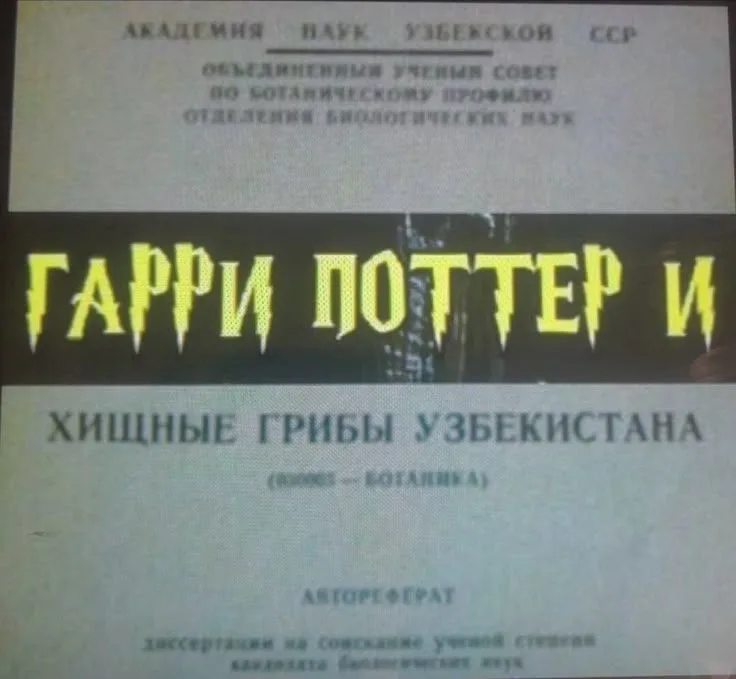 АКАДЕМИЯ НАУК УЗБЕКСКОЙ ССР
ОБЪЕДИНЕННЫЙ УЧЕНЫЙ СОВЕТ
ПО БОТАНИЧЕСКОМУ ПРОФИЛЮ
ОТДЕЛЕНИЯ БИОЛОГИЧЕСКИХ НАУК
ГАРРИ ПОТТЕР И
ХИЩНЫЕ ГРИБЫ УЗБЕКИСТАНА
— БОТАНИКА)
АВТОРЕФЕРАТ
диссертации на соискание ученой степени
кандидата биологических наук